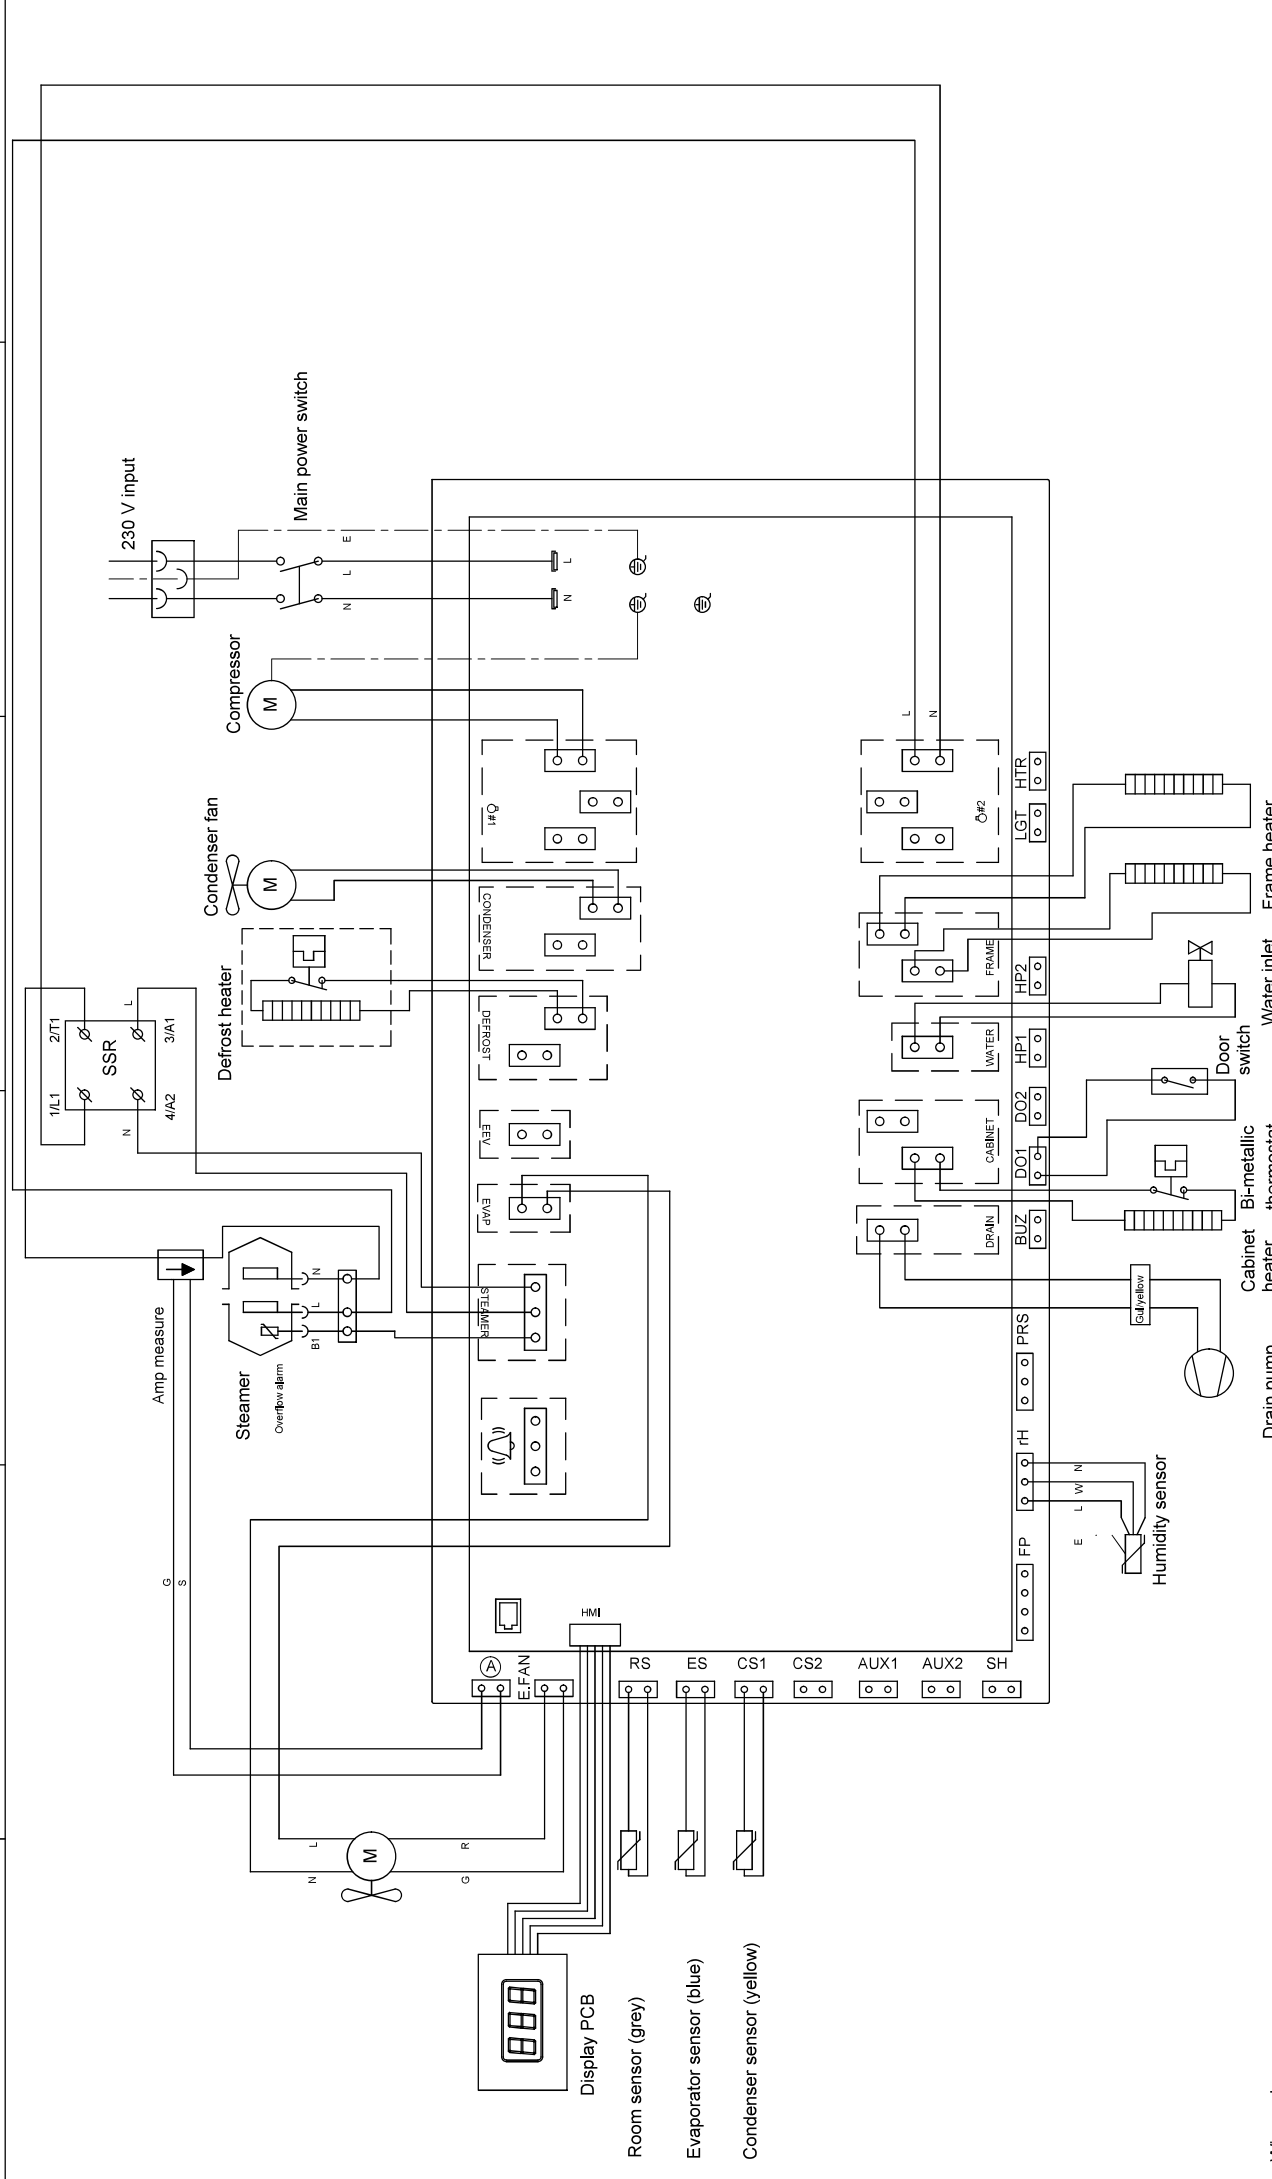 230 V input
Main power switch
E
L
N
L
N
Compressor
M
Condenser fan
M
Defrost heater
2/T1
1/L1
SSR
3/A1
4/A2
L
N
Amp measure
Steamer
Overflow alarm
N
L
B1
G
S
#1
CONDENSER
DEFROST
EEV
EVAP
STEAMER
L
N
#2
FRAME
WATER
CABINET
DRAIN
HTR
LGT
HP2
HP1
DO2
DO1
BUZ
PRS
rH
FP
Frame heater
Water inlet
Door
switch
Bi-metallic
thermostat
Cabinet
heater
Gul/yellow
Drain pump
N
W
L
E
Humidity sensor
HMI
A
E.FAN
RS
ES
CS1
CS2
AUX1
AUX2
SH
L
N
M
R
G
Display PCB
Room sensor (grey)
Evaporator sensor (blue)
Condenser sensor (yellow)